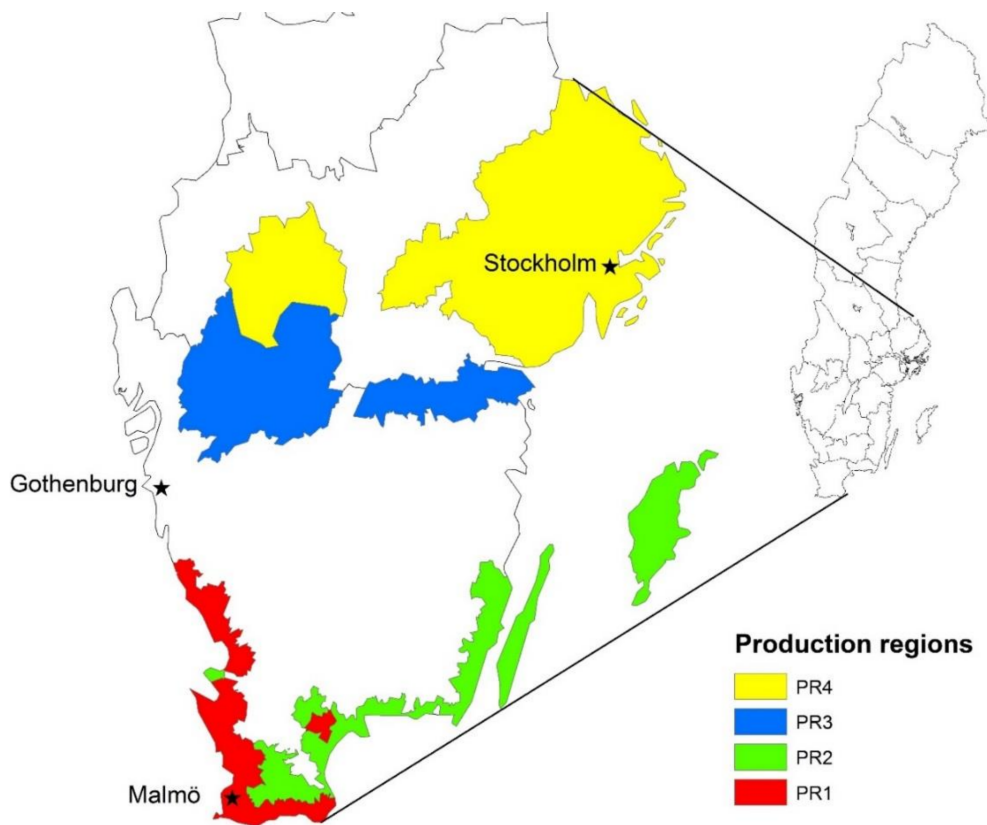 Stockholm
Gothenburg
Malmö
Production regions
PR4
PR3
PR2
PR1